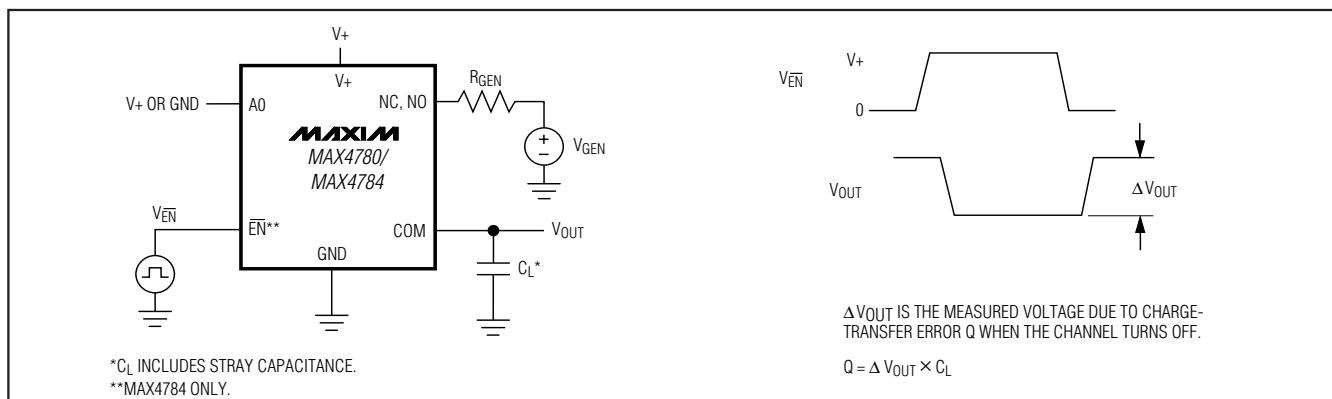 V+
V+
V+ OR GND
A0
NC, NO
RGEN
MAXIM
MAX4780/
MAX4784
VGEN
VEN
EN**
COM
VOUT
GND
CL*
*CL INCLUDES STRAY CAPACITANCE.
**MAX4784 ONLY.
VEN
V+
0
VOUT
ΔVOUT
ΔVOUT IS THE MEASURED VOLTAGE DUE TO CHARGE-
TRANSFER ERROR Q WHEN THE CHANNEL TURNS OFF.
Q = Δ VOUT × CL